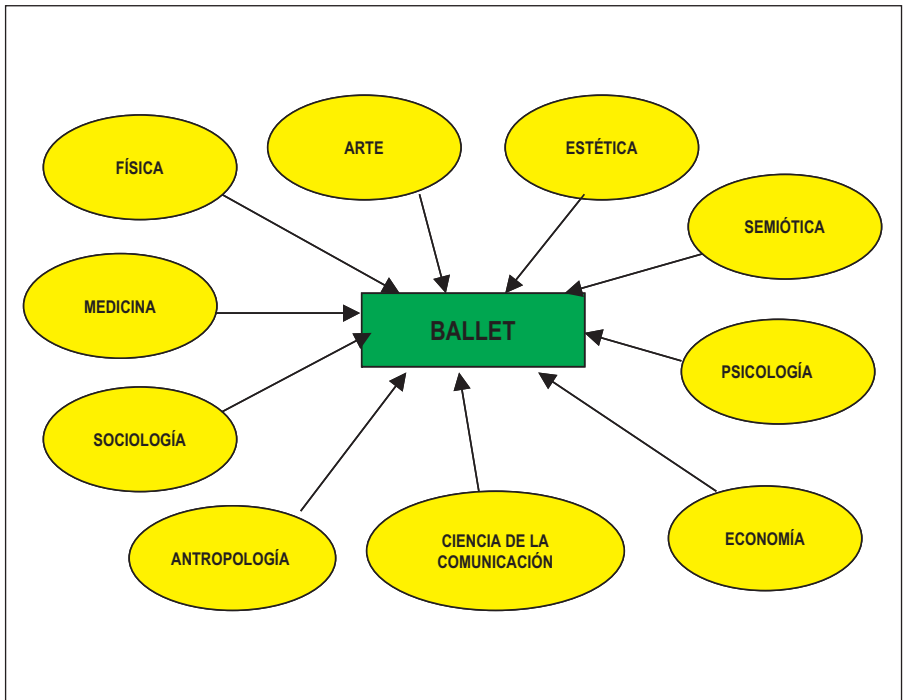 ARTE
ESTÉTICA
FÍSICA
SEMIÓTICA
MEDICINA
BALLET
PSICOLOGÍA
SOCIOLOGÍA
ANTROPOLOGÍA
CIENCIA DE LA
COMUNICACIÓN
ECONOMÍA